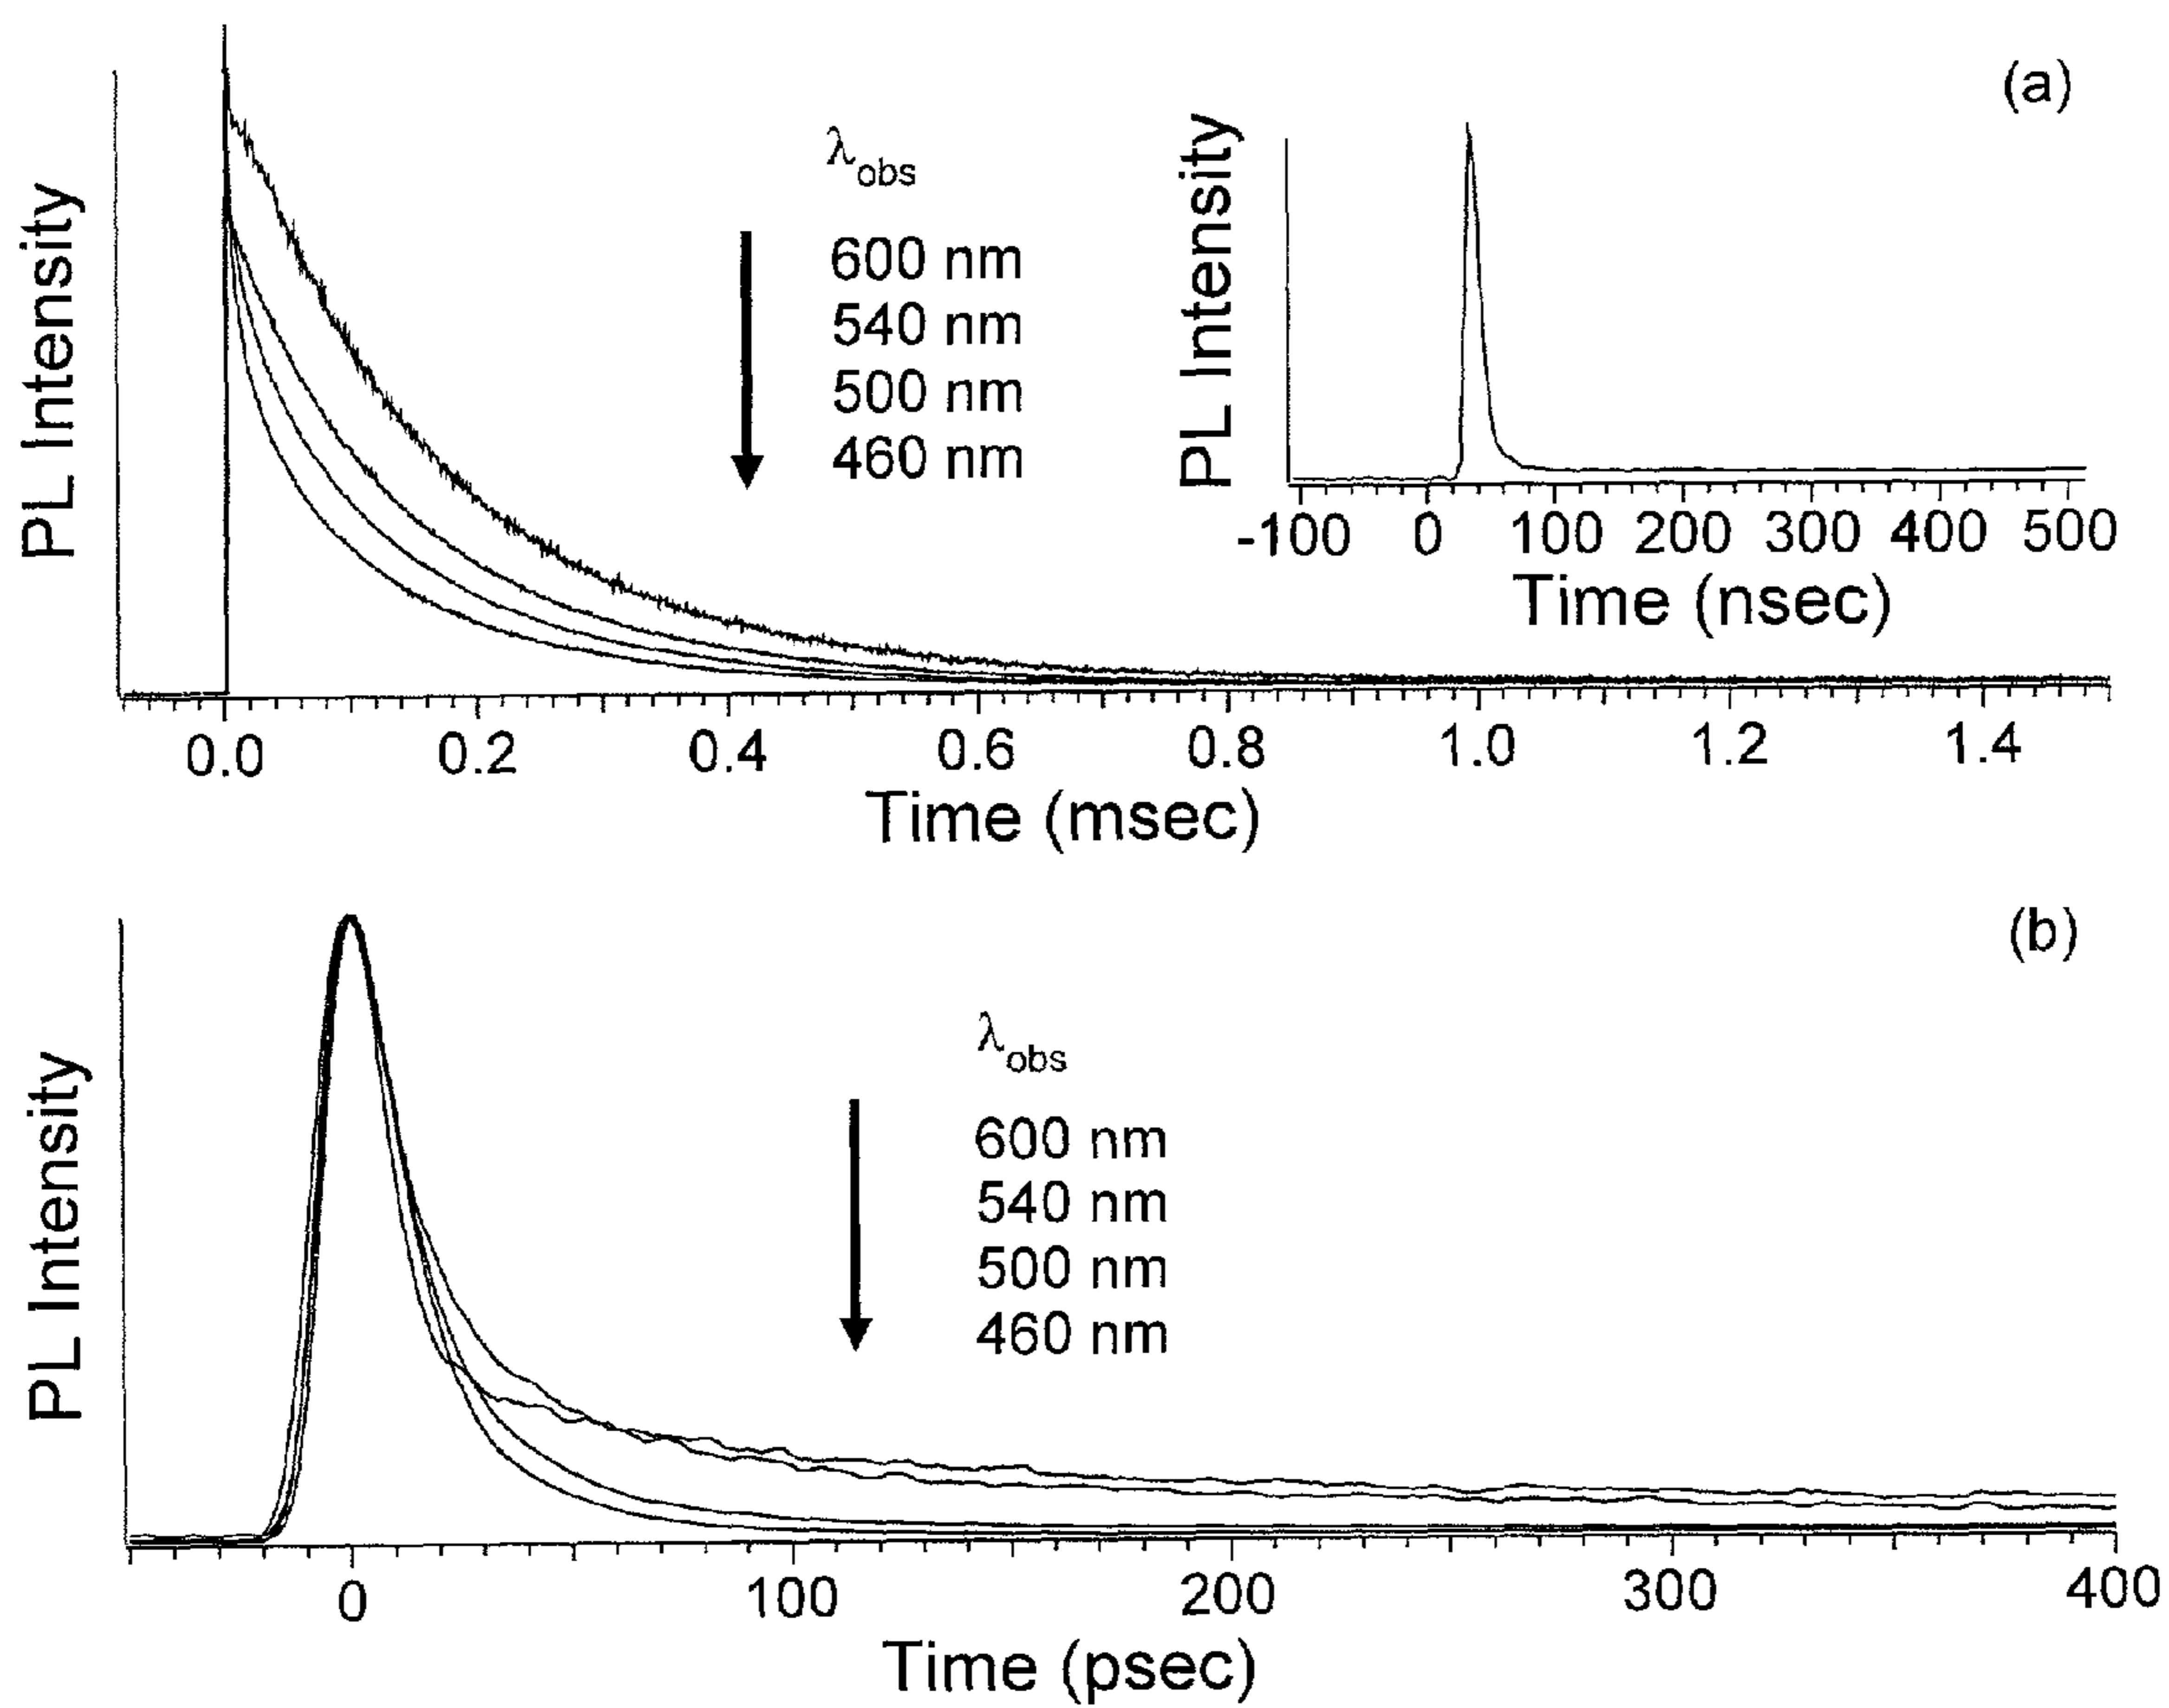 (a)
PL Intensity
λobs
600 nm
540 nm
500 nm
460 nm
0.0 0.2 0.4 0.6 0.8 1.0 1.2 1.4
Time (msec)
PL Intensity
-100 0 100 200 300 400 500
Time (nsec)
(b)
PL Intensity
λobs
600 nm
540 nm
500 nm
460 nm
0 100 200 300 400
Time (psec)